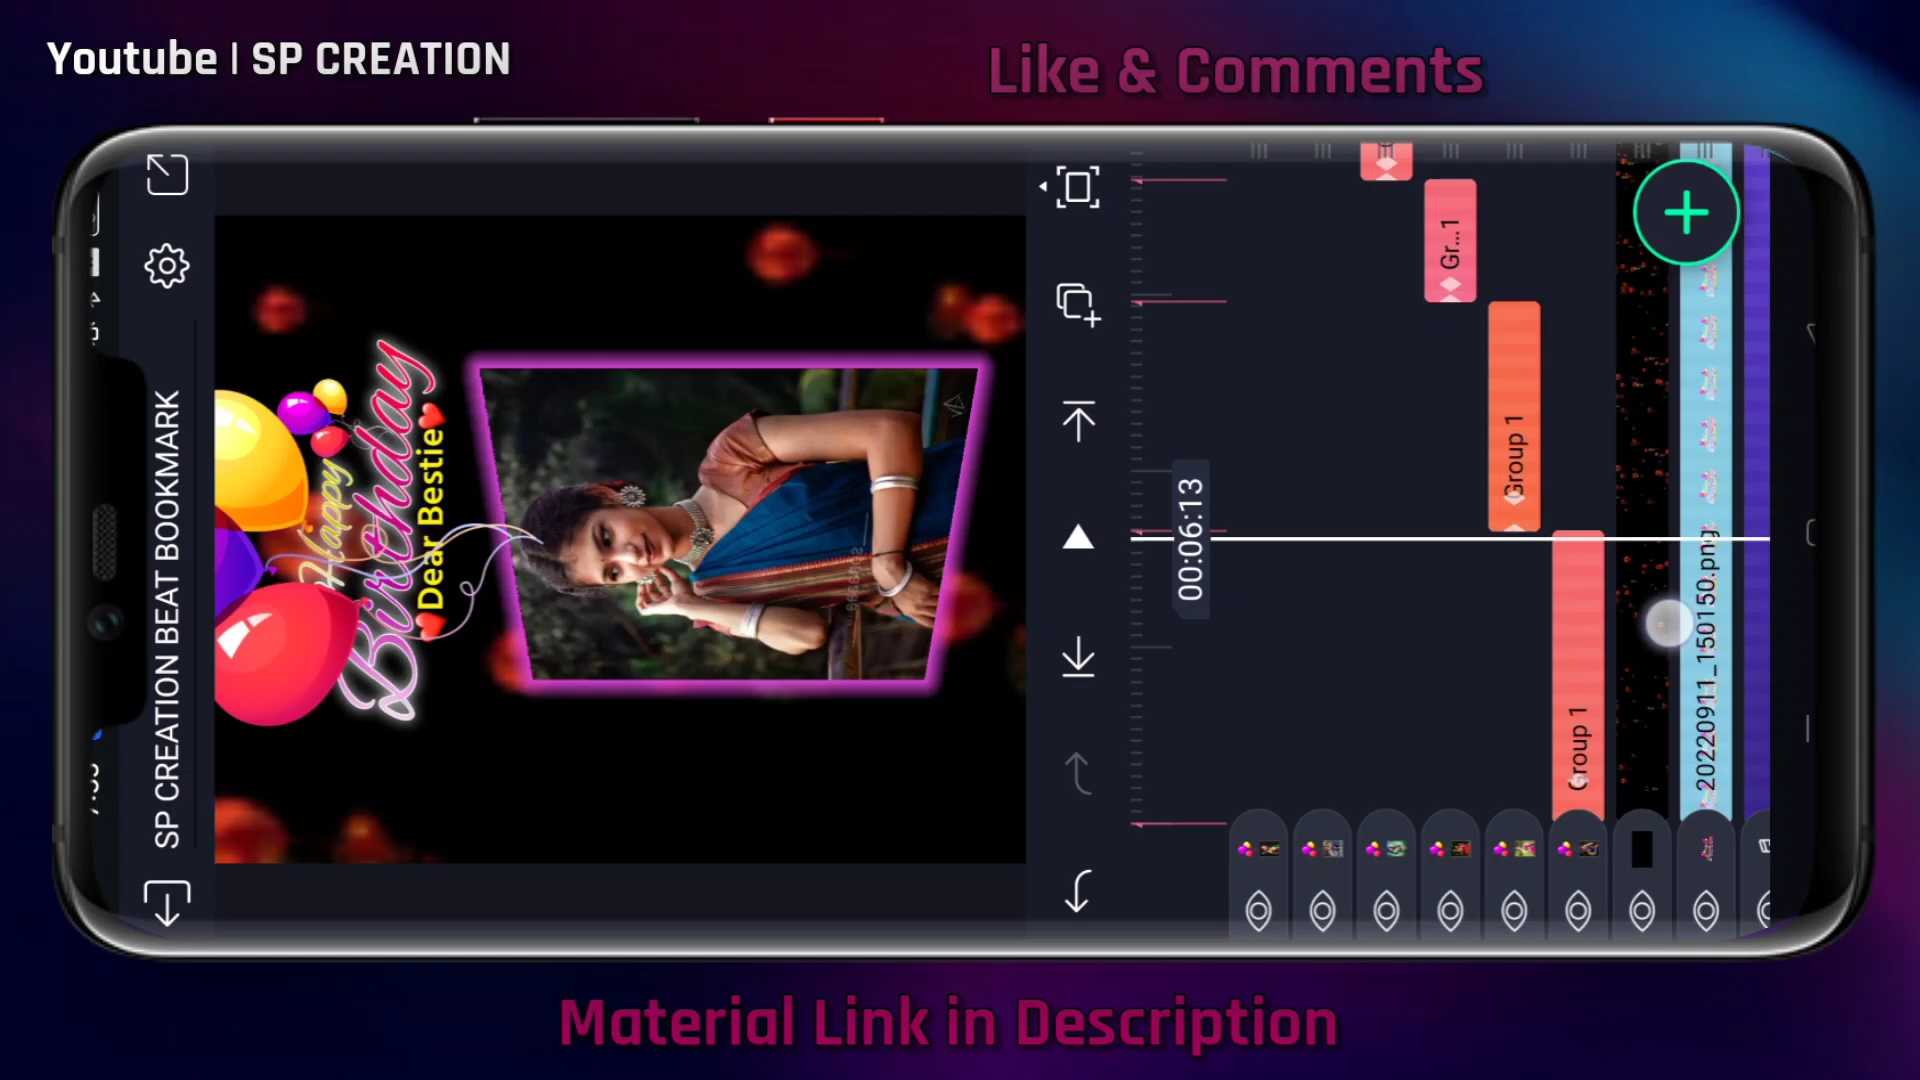 Youtube | SP CREATION
Like & Comments
SP CREATION BEAT BOOKMARK
Happy
Birthday
Dear Bestie
00:06:13
Gr...1
Group 1
Group 1
20220911_150150.png
Material Link in Description